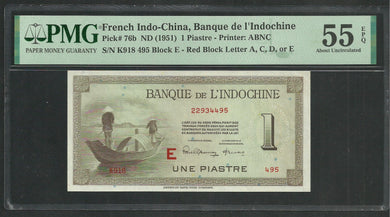 PMG
PAPER MONEY GUARANTY
French Indo-China, Banque de l'Indochine
Pick# 76b ND (1951) 1 Piastre - Printer: ABNC
S/N K918 495 Block E - Red Block Letter A, C, D, or E
55 EPQ
About Uncirculated
BANQUE DE L'INDOCHINE
22934495
1
E
K918
UNE PIASTRE
495